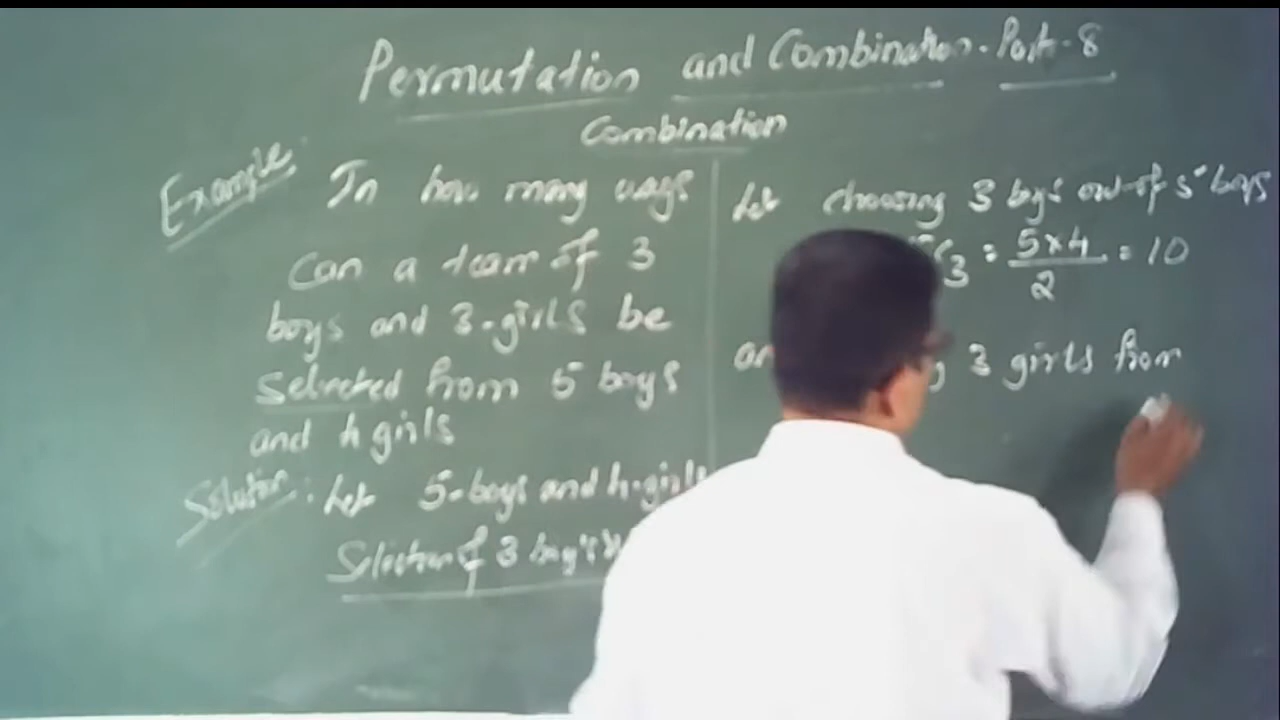 Permutation and Combination - Part - 8
Combination
Example:
In how many ways
Can a team of 3
boys and 3-girls be
selected from 5 boys
and 4 girls
Solution: Let 5-boys and 4-girls
Selection of 3 boys
Let choosing 3 boys out of 5 boys
C3 = 5×4/2 = 10
3 girls from